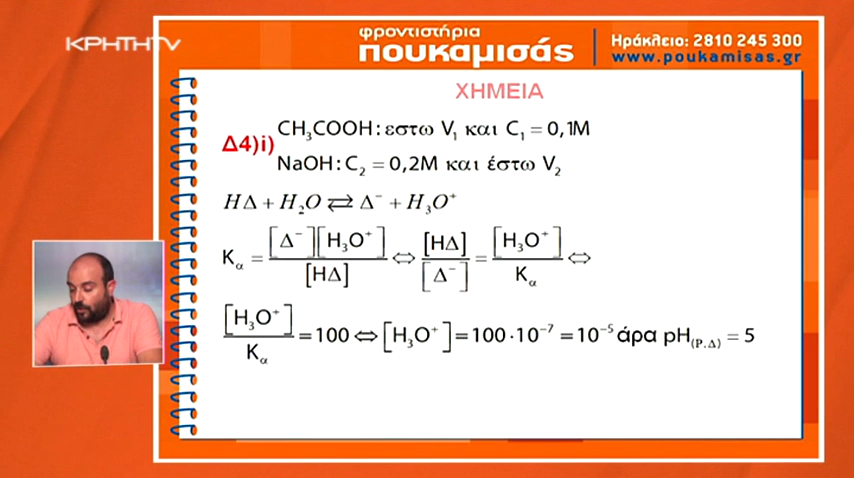 ΚΡΗΤΗTV
φροντιστήρια
πουκαμισάς
Ηράκλειο: 2810 245 300
www.poukamisas.gr
ΧΗΜΕΙΑ
Δ4)i)
CH₃COOH: εστω V₁ και C₁ = 0,1M
NaOH: C₂ = 0,2M και έστω V₂
HΔ + H₂O ⇌ Δ⁻ + H₃O⁺
Kα = [Δ⁻][H₃O⁺] / [HΔ] ⇔ [HΔ] / [Δ⁻] = [H₃O⁺] / Kα ⇔
[H₃O⁺] / Kα = 100 ⇔ [H₃O⁺] = 100·10⁻⁷ = 10⁻⁵ άρα pH(Ρ.Δ) = 5